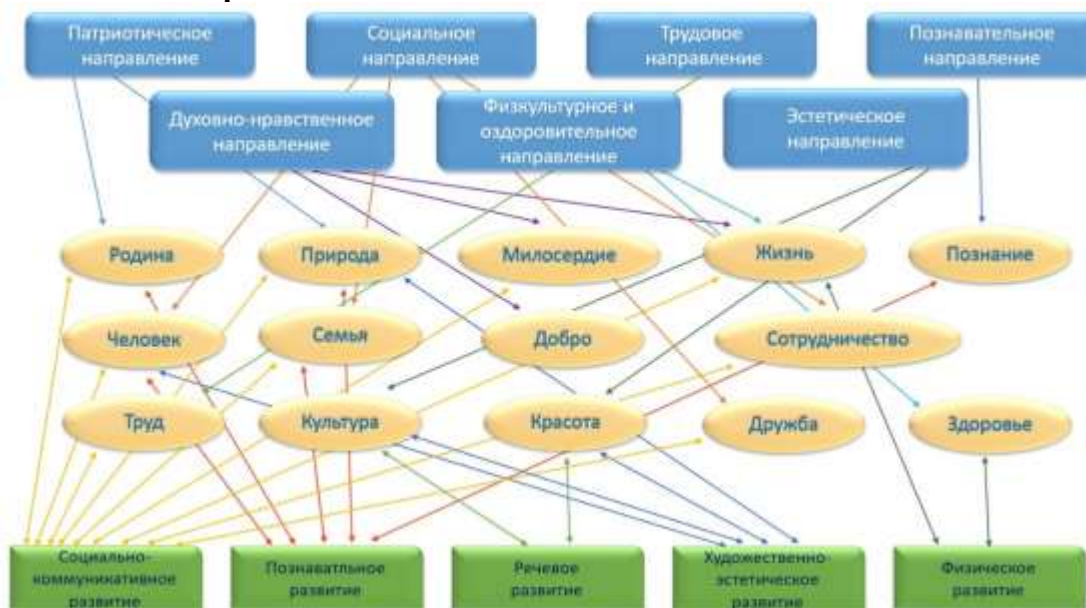 Патриотическое
направление
Социальное
направление
Трудовое
направление
Познавательное
направление
Духовно-нравственное
направление
Физкультурное и
оздоровительное
направление
Эстетическое
направление
Родина
Природа
Милосердие
Жизнь
Познание
Человек
Семья
Добро
Сотрудничество
Труд
Культура
Красота
Дружба
Здоровье
Социально-
коммуникативное
развитие
Познаватльное
развитие
Речевое
развитие
Художественно-
эстетическое
развитие
Физическое
развитие